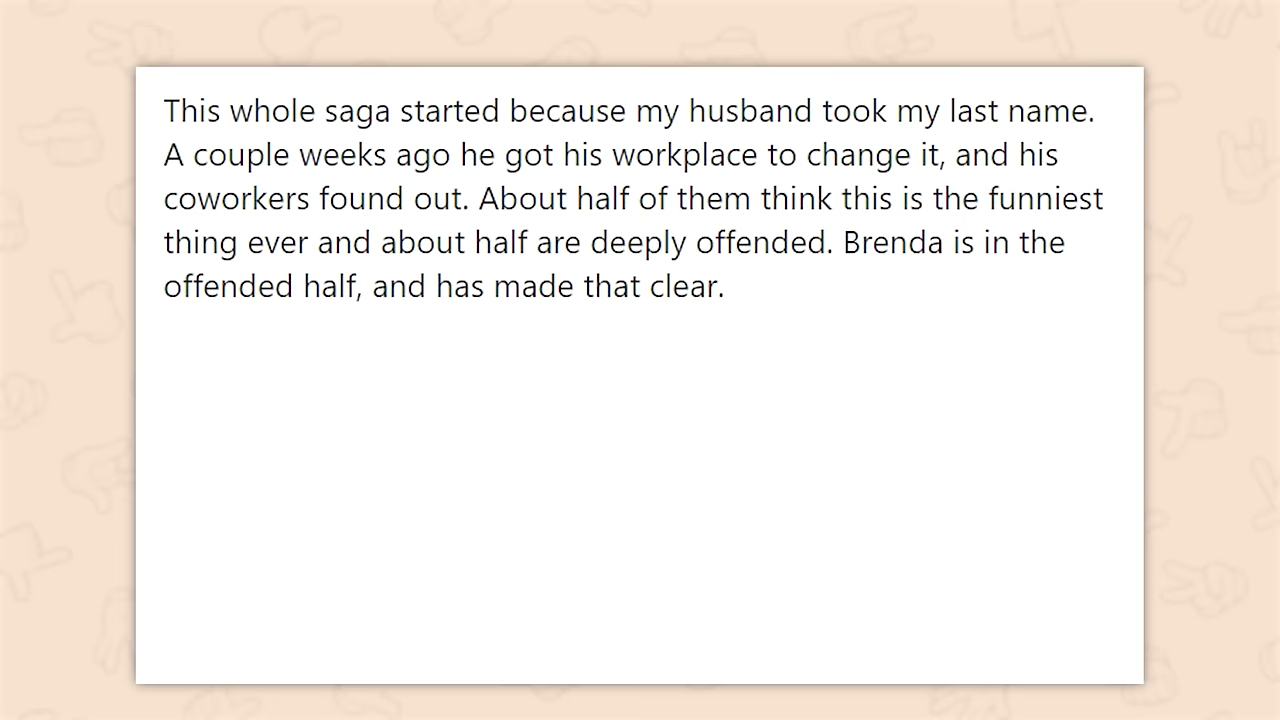 This whole saga started because my husband took my last name.
A couple weeks ago he got his workplace to change it, and his
coworkers found out. About half of them think this is the funniest
thing ever and about half are deeply offended. Brenda is in the
offended half, and has made that clear.